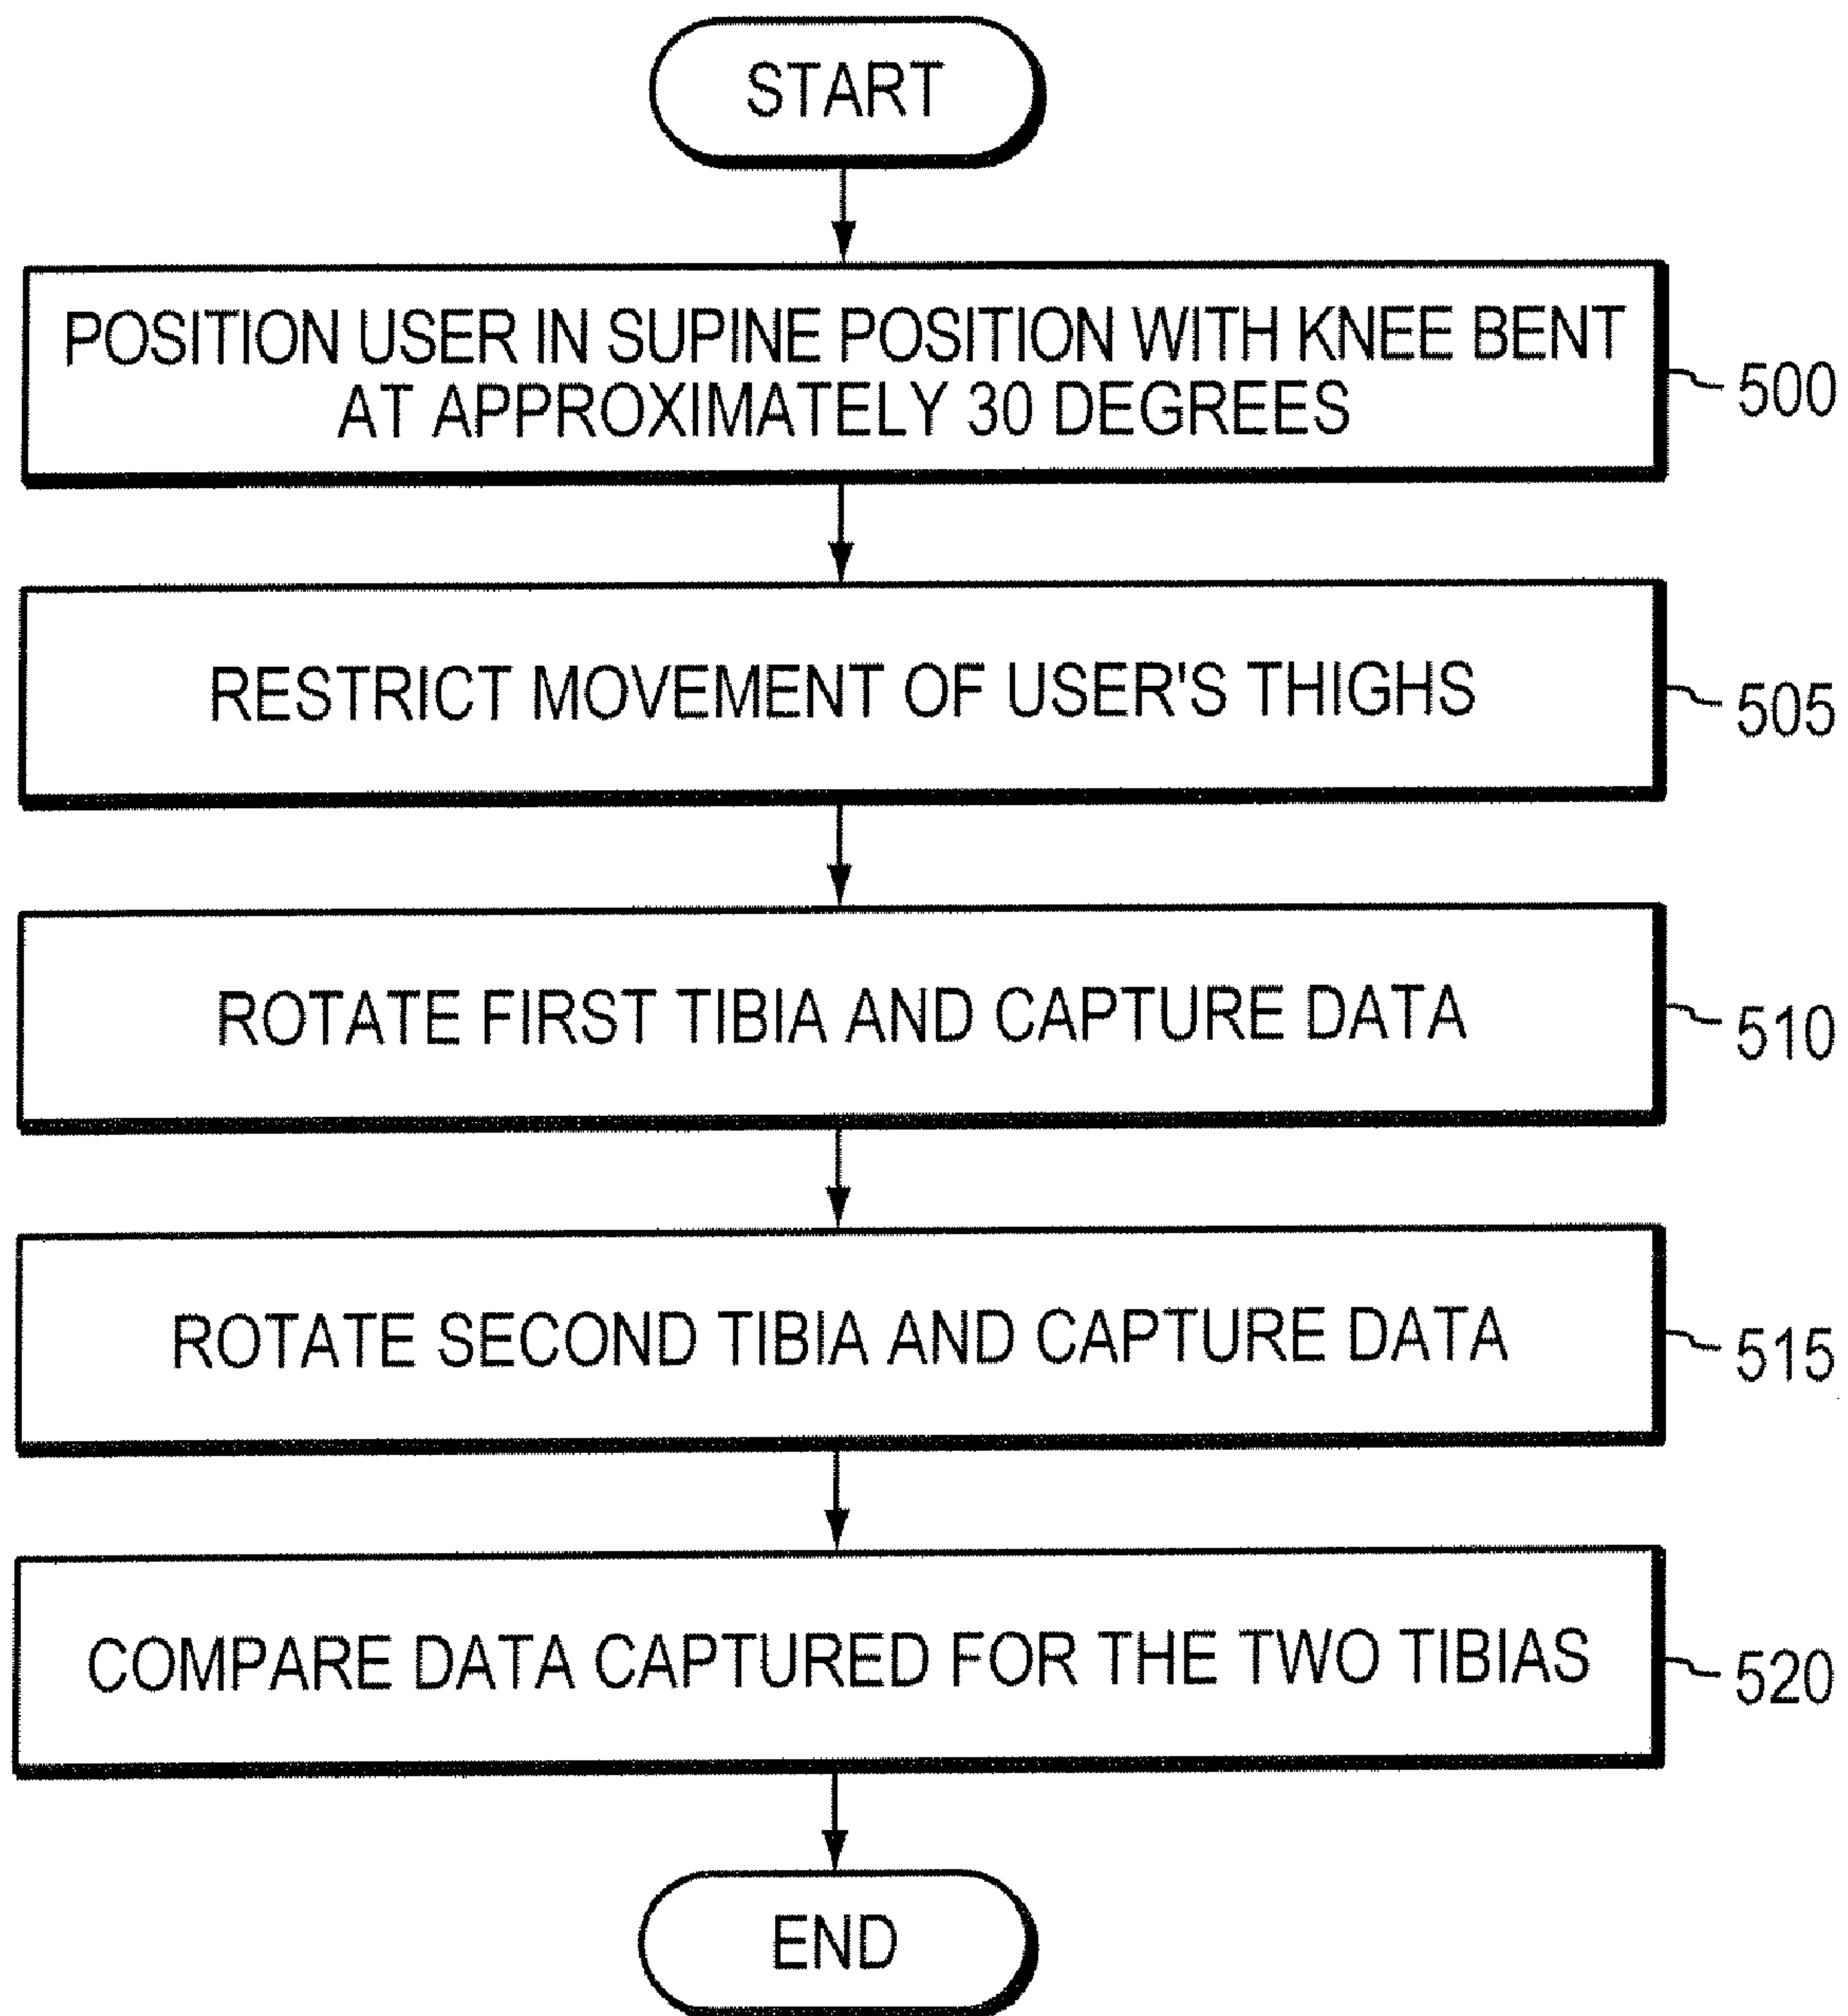 START
POSITION USER IN SUPINE POSITION WITH KNEE BENT
AT APPROXIMATELY 30 DEGREES
500
RESTRICT MOVEMENT OF USER'S THIGHS
505
ROTATE FIRST TIBIA AND CAPTURE DATA
510
ROTATE SECOND TIBIA AND CAPTURE DATA
515
COMPARE DATA CAPTURED FOR THE TWO TIBIAS
520
END